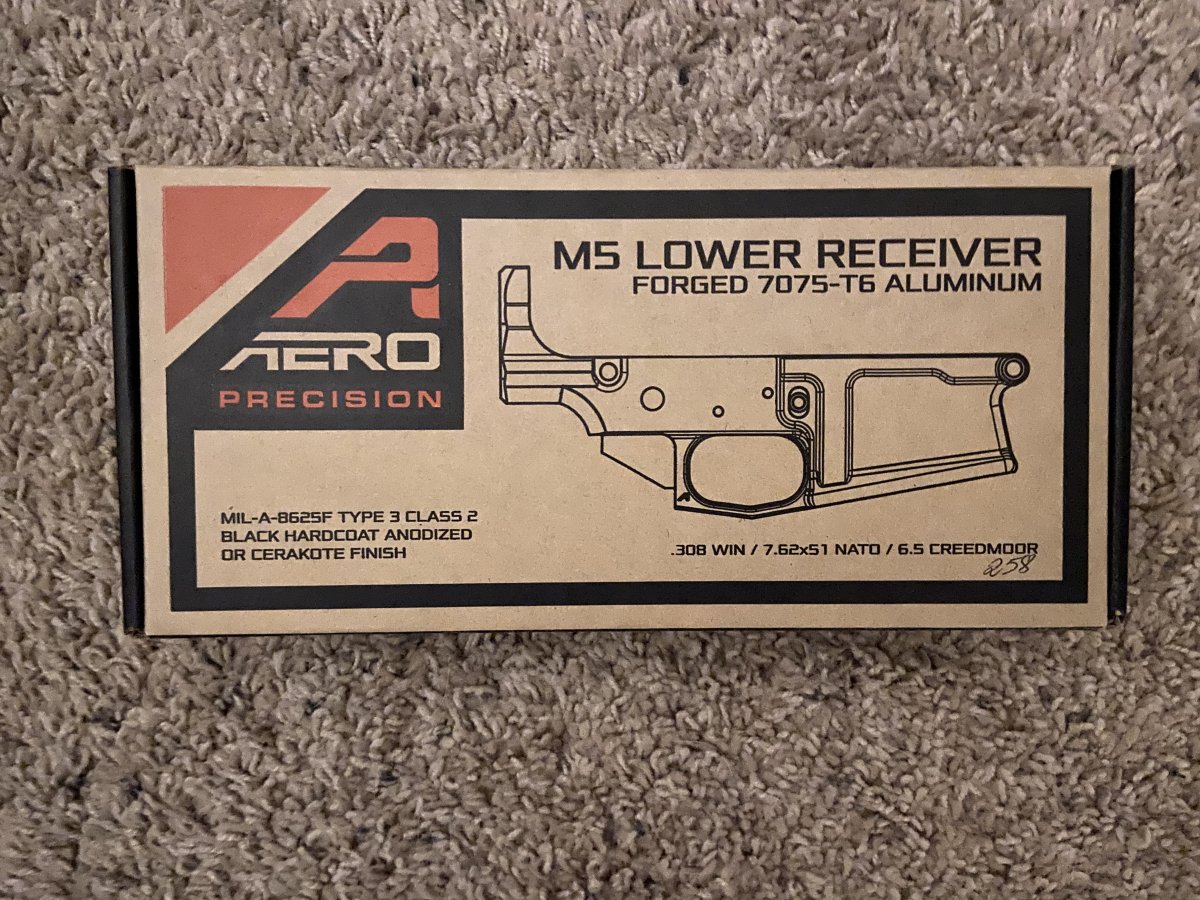 AERO
PRECISION
M5 LOWER RECEIVER
FORGED 7075-T6 ALUMINUM
MIL-A-8625F TYPE 3 CLASS 2
BLACK HARDCOAT ANODIZED
OR CERAKOTE FINISH
.308 WIN / 7.62x51 NATO / 6.5 CREEDMOOR
258